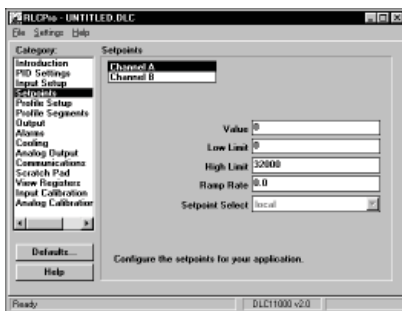 RLCPro - UNTITLED.DLC
File Settings Help
Category:
Introduction
PID Settings
Input Setup
Setpoints
Profile Setup
Profile Segments
Output
Alarms
Cooling
Analog Output
Communications
Scratch Pad
View Registers
Input Calibration
Analog Calibration
Defaults...
Help
Setpoints
Channel A
Channel B
Value 0
Low Limit 0
High Limit 32000
Ramp Rate 0.0
Setpoint Select local
Configure the setpoints for your application.
Ready
DLC11000 v2.0